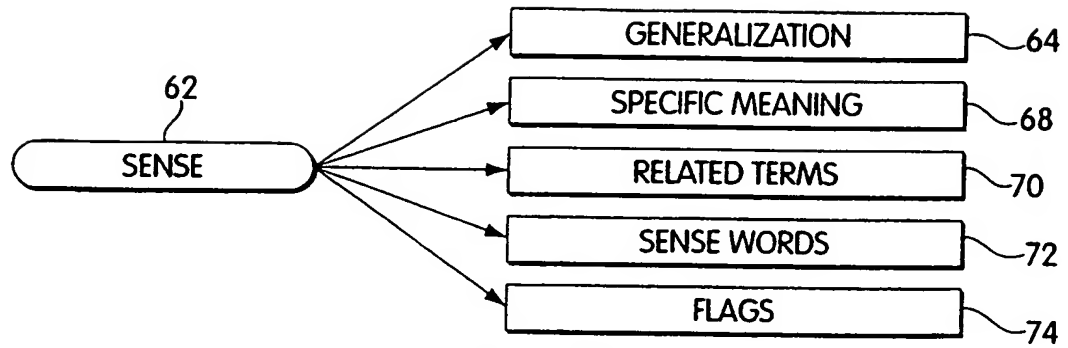 GENERALIZATION 64
62
SPECIFIC MEANING 68
SENSE
RELATED TERMS 70
SENSE WORDS 72
FLAGS 74